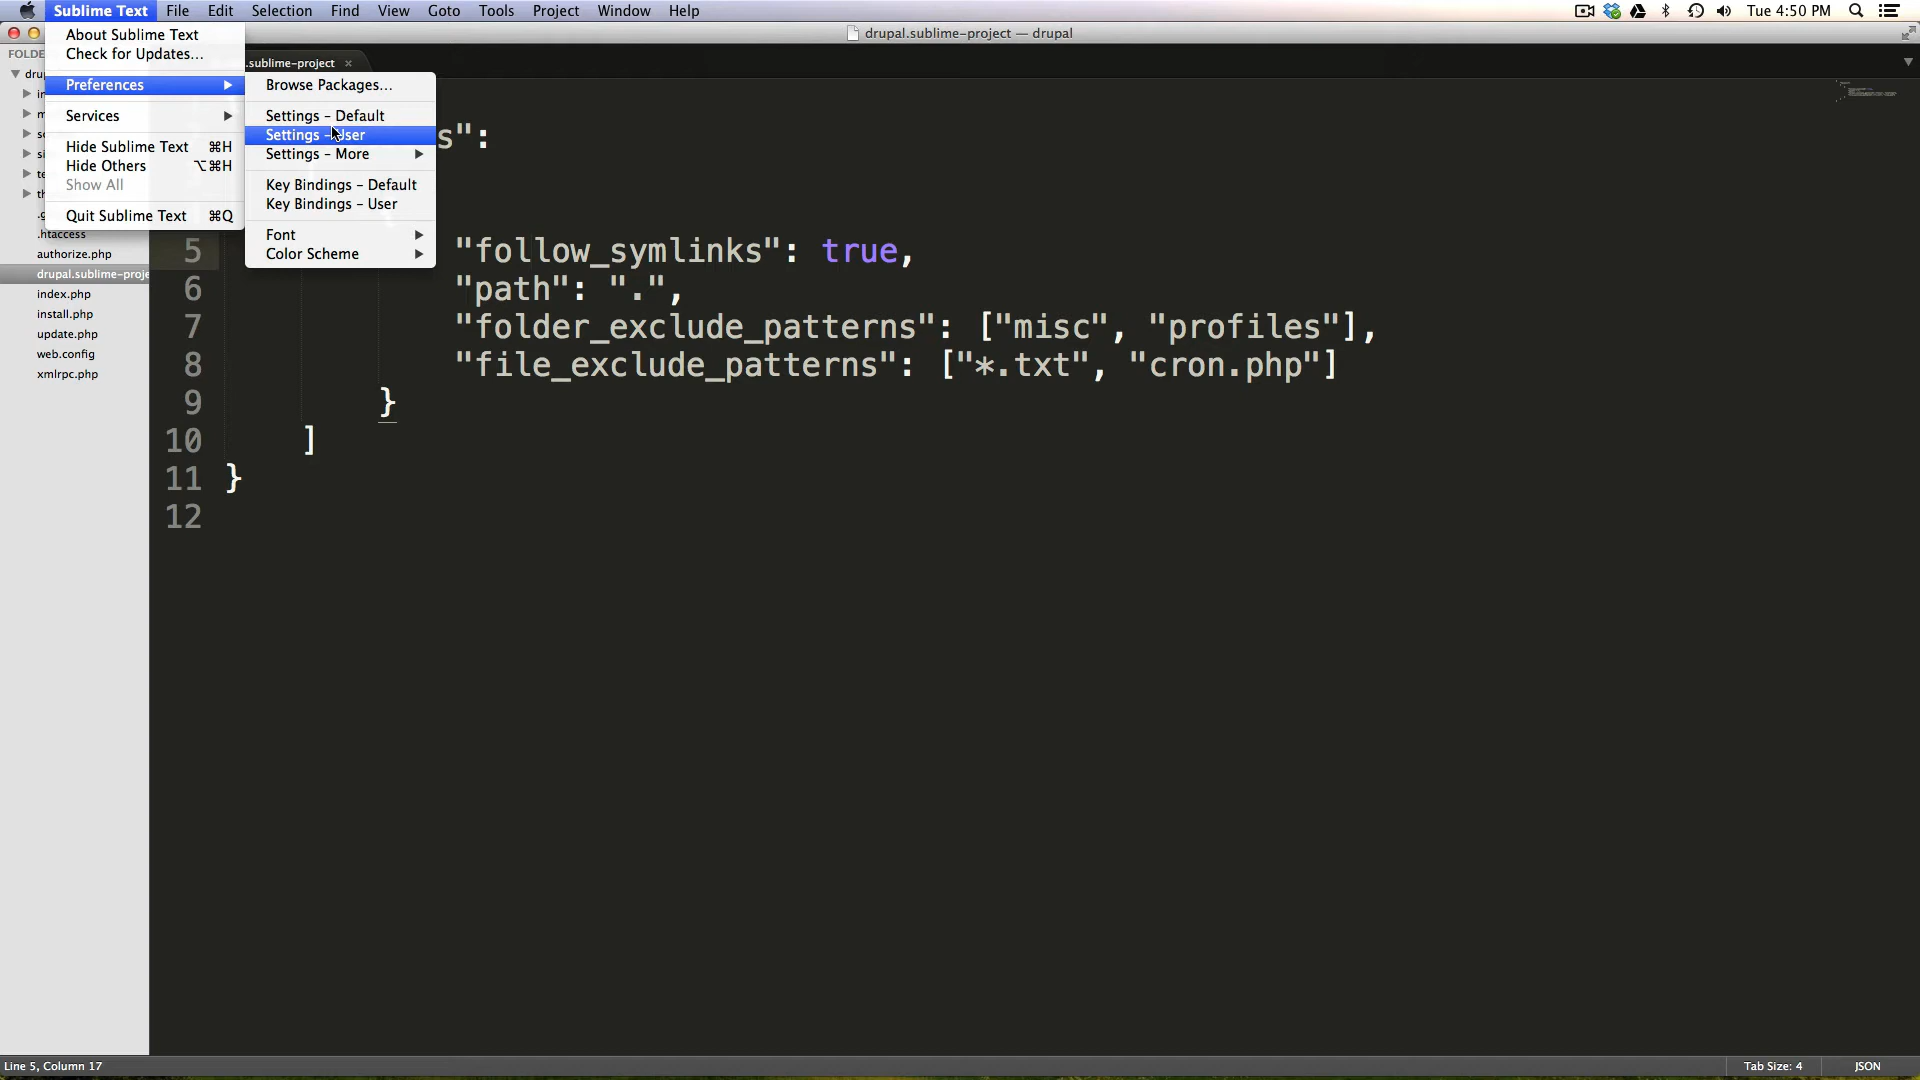 Sublime Text File Edit Selection Find View Goto Tools Project Window Help Tue 4:50 PM
drupal.sublime-project — drupal
About Sublime Text
Check for Updates...
Preferences
Services
Hide Sublime Text ⌘H
Hide Others ⌥⌘H
Show All
Quit Sublime Text ⌘Q
Browse Packages...
Settings – Default
Settings – User
Settings – More
Key Bindings – Default
Key Bindings – User
Font
Color Scheme
.sublime-project ×
FOLDE
dru
.htaccess
authorize.php
drupal.sublime-proje
index.php
install.php
update.php
web.config
xmlrpc.php
s":
5 "follow_symlinks": true,
6 "path": ".",
7 "folder_exclude_patterns": ["misc", "profiles"],
8 "file_exclude_patterns": ["*.txt", "cron.php"]
9 }
10 ]
11 }
12
Line 5, Column 17
Tab Size: 4 JSON